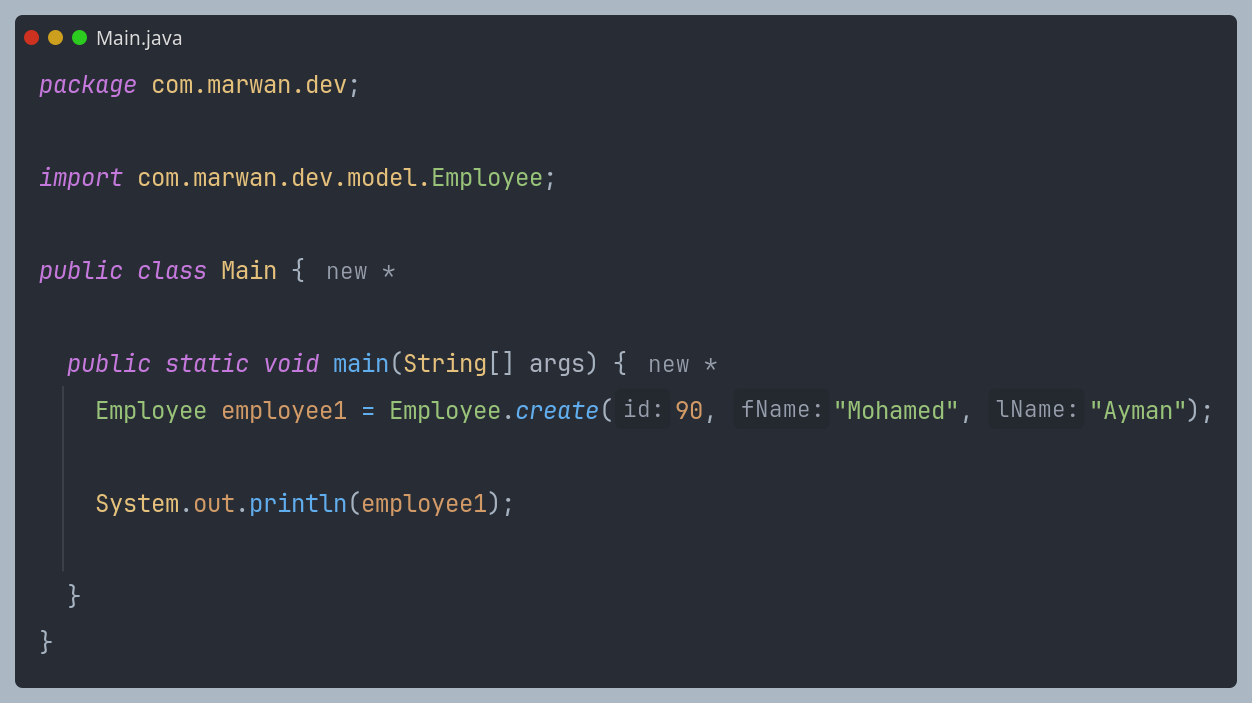 Main.java
package com.marwan.dev;
import com.marwan.dev.model.Employee;
public class Main { new *
public static void main(String[] args) { new *
Employee employee1 = Employee.create( id: 90, fName: "Mohamed", lName: "Ayman");
System.out.println(employee1);
}
}